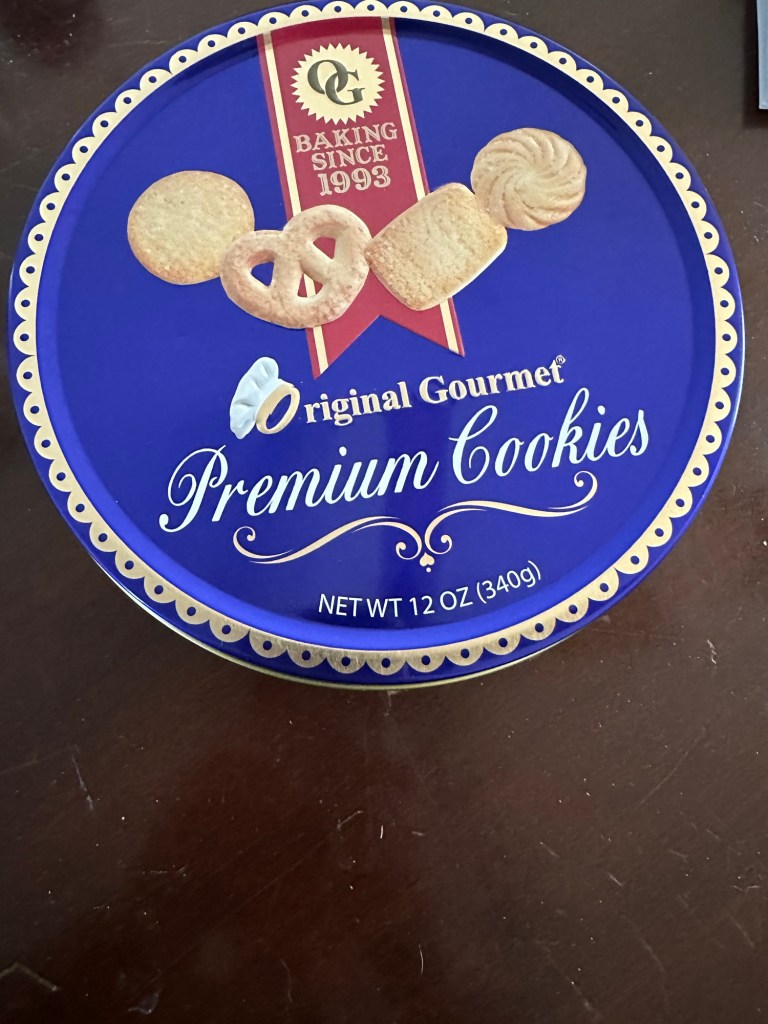 OG
BAKING
SINCE
1993
Original Gourmet®
Premium Cookies
NET WT 12 OZ (340g)